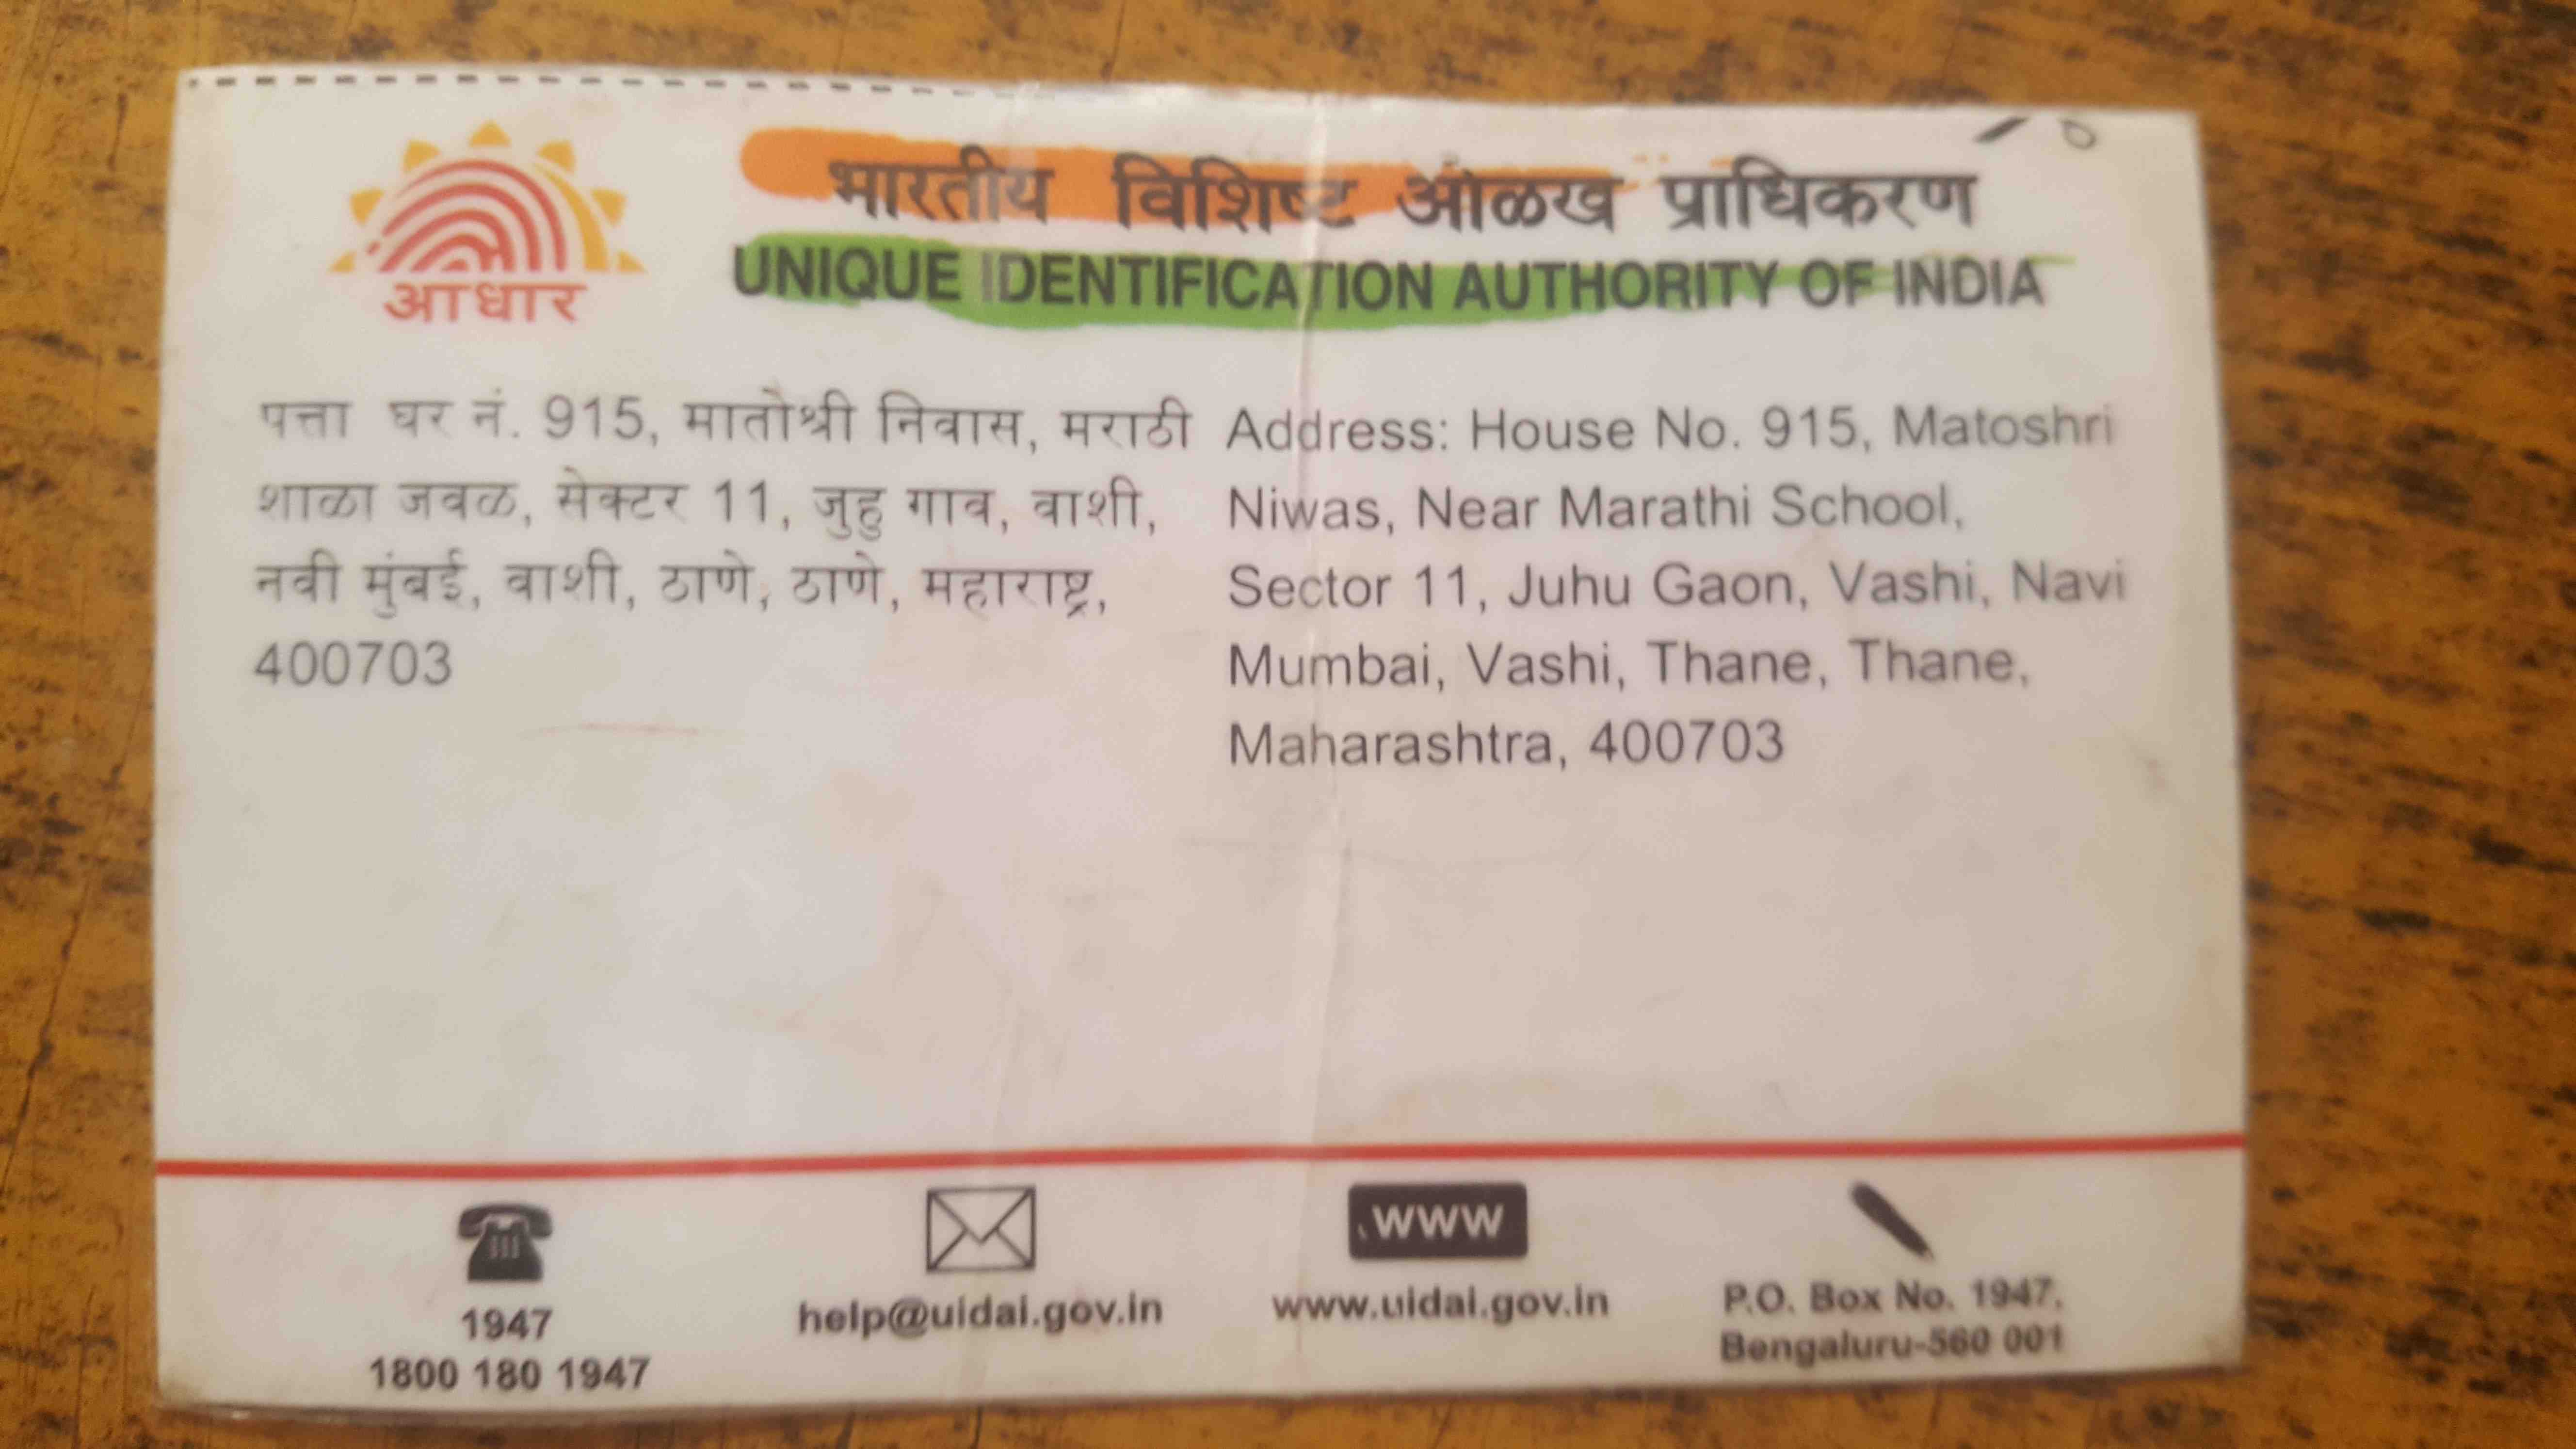 आधार
भारतीय विशिष्ट ओळख प्राधिकरण
UNIQUE IDENTIFICATION AUTHORITY OF INDIA
पत्ता घर नं. 915, मातोश्री निवास, मराठी
शाळा जवळ, सेक्टर 11, जुहु गाव, वाशी,
नवी मुंबई, वाशी, ठाणे, ठाणे, महाराष्ट्र,
400703
Address: House No. 915, Matoshri
Niwas, Near Marathi School,
Sector 11, Juhu Gaon, Vashi, Navi
Mumbai, Vashi, Thane, Thane,
Maharashtra, 400703
1947
1800 180 1947
help@uidai.gov.in
www
www.uidai.gov.in
P.O. Box No. 1947,
Bengaluru-560 001